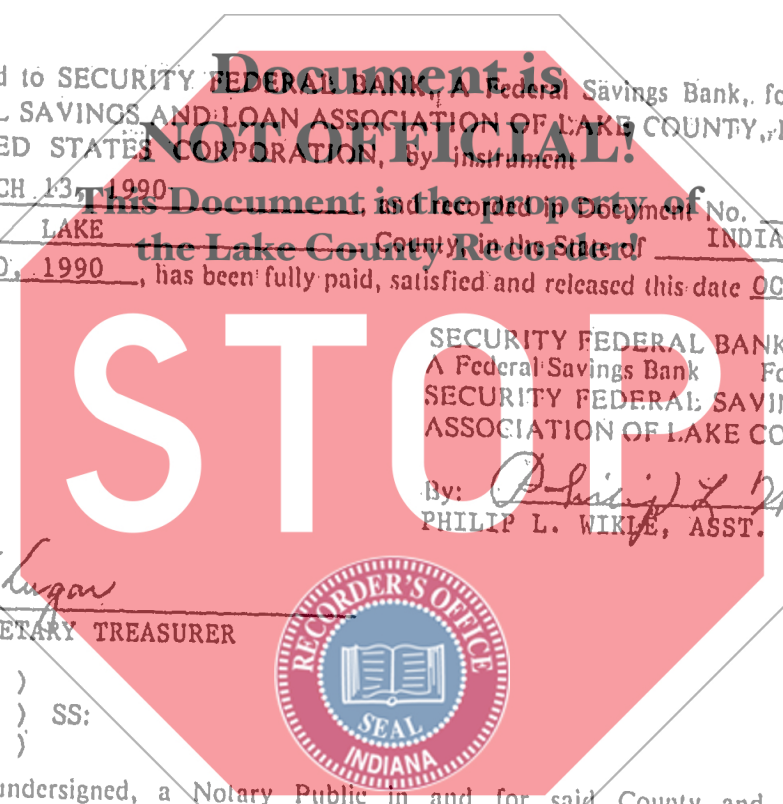 Document is
d to SECURITY FEDERAL BANK, A Federal Savings Bank, fo
L SAVINGS AND LOAN ASSOCIATION OF LAKE COUNTY,
NOT OFFICIAL!
ED STATES CORPORATION, by instrument
CH 13, 1990, and recorded in Document No.
This Document is the property of
LAKE County, in the State of INDIA
the Lake County Recorder!
0, 1990, has been fully paid, satisfied and released this date OC
STOP
SECURITY FEDERAL BANK
A Federal Savings Bank Fo
SECURITY FEDERAL SAVI
ASSOCIATION OF LAKE CO
By: Philip L
PHILIP L. WIKLE, ASST.
Lugar
ETARY TREASURER
RECORDER'S OFFICE
SEAL
INDIANA
)
) SS:
)
undersigned, a Notary Public in and for said County and